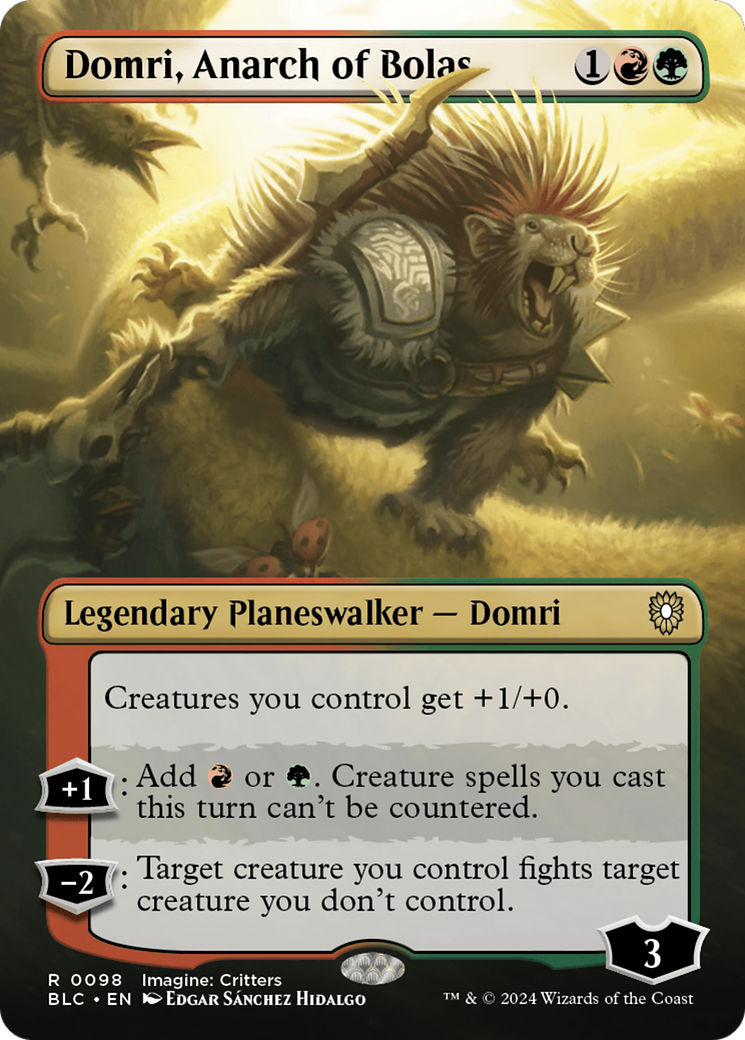 Domri, Anarch of Bolas 1
Legendary Planeswalker — Domri
Creatures you control get +1/+0.
+1 : Add or . Creature spells you cast
this turn can't be countered.
−2 : Target creature you control fights target
creature you don't control.
3
R 0098 Imagine: Critters
BLC • EN Edgar Sánchez Hidalgo ™ & © 2024 Wizards of the Coast